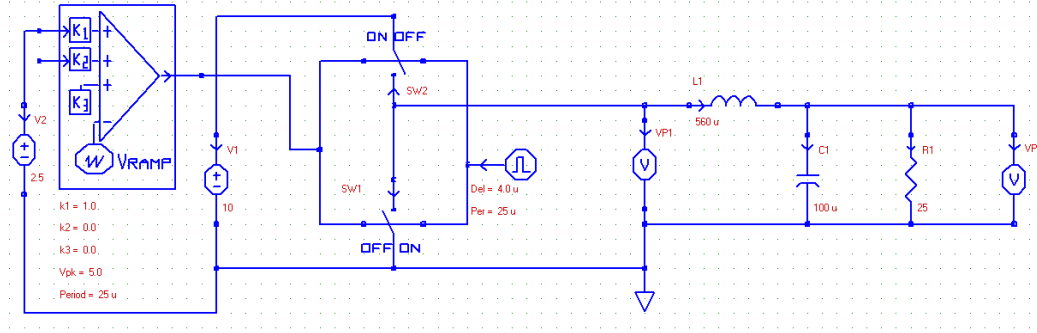 K1
K2
K3
VRAMP
V2
2.5
k1 = 1.0
k2 = 0.0
k3 = 0.0
Vpk = 5.0
Period = 25 u
V1
10
ON OFF
SW2
SW1
OFF ON
Del = 4.0 u
Per = 25 u
VP1
V
L1
560 u
C1
100 u
R1
25
VP
V